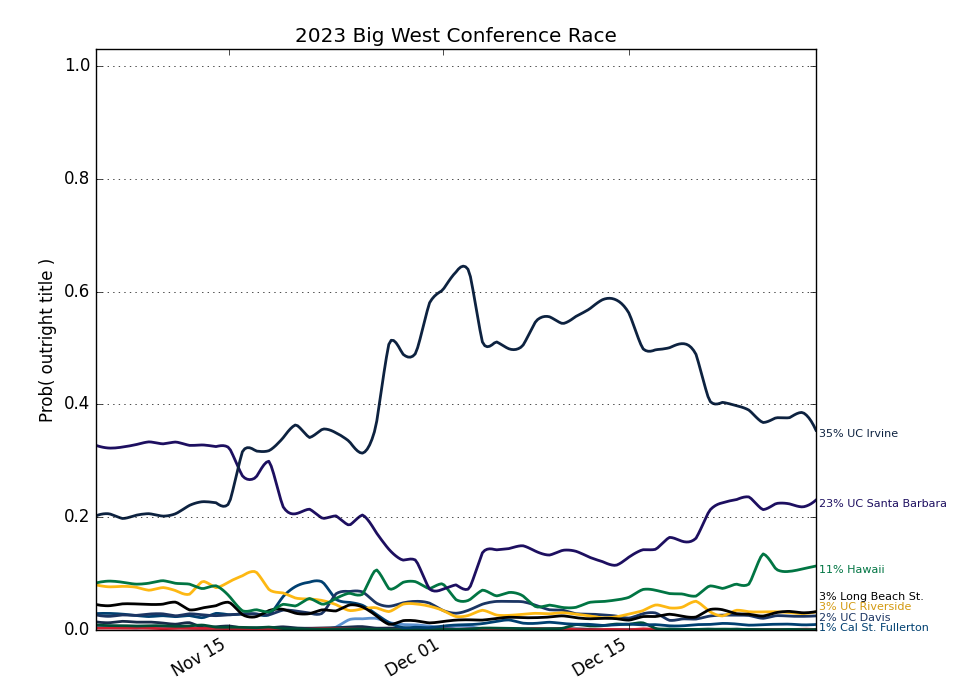 2023 Big West Conference Race
Prob( outright title )
1.0
0.8
0.6
0.4
0.2
0.0
35% UC Irvine
23% UC Santa Barbara
11% Hawaii
3% Long Beach St.
3% UC Riverside
2% UC Davis
1% Cal St. Fullerton
Nov 15
Dec 01
Dec 15